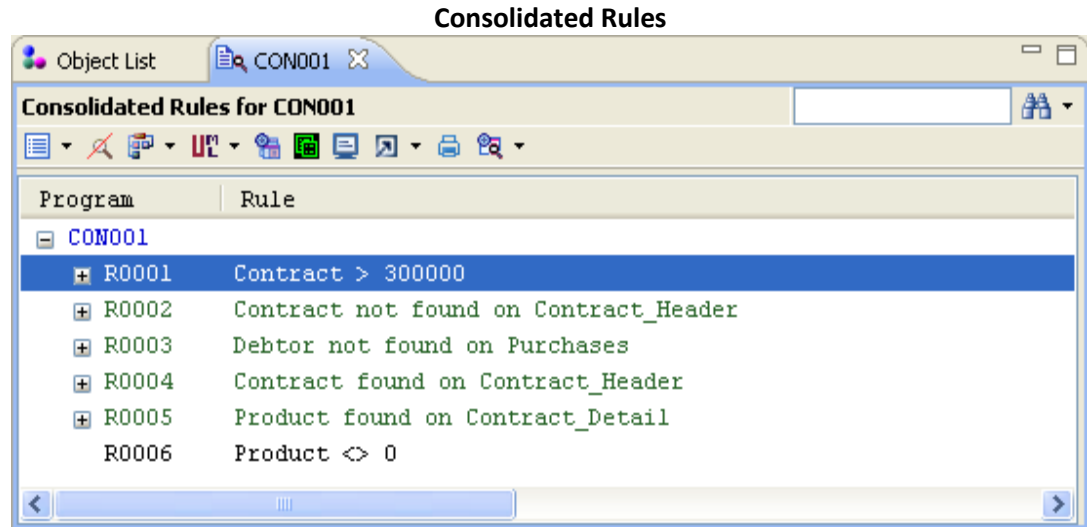 Consolidated Rules
Object List CON001
Consolidated Rules for CON001
Program Rule
CON001
R0001 Contract > 300000
R0002 Contract not found on Contract_Header
R0003 Debtor not found on Purchases
R0004 Contract found on Contract_Header
R0005 Product found on Contract_Detail
R0006 Product <> 0